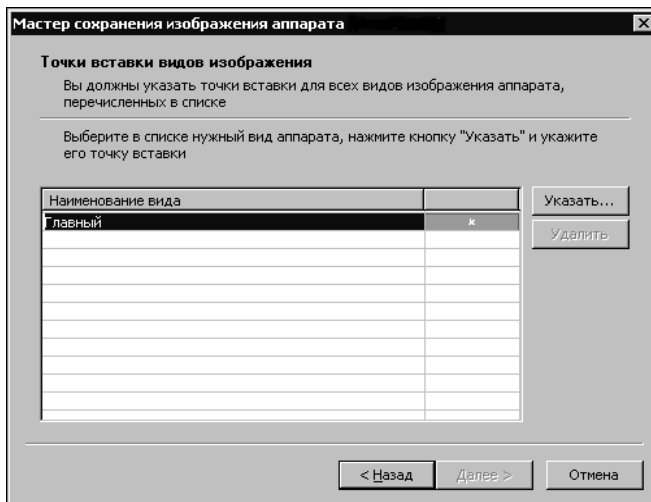 Мастер сохранения изображения аппарата
Точки вставки видов изображения
Вы должны указать точки вставки для всех видов изображения аппарата,
перечисленных в списке
Выберите в списке нужный вид аппарата, нажмите кнопку "Указать" и укажите
его точку вставки
Наименование вида
Указать...
Главный
Удалить
< Назад
Далее >
Отмена